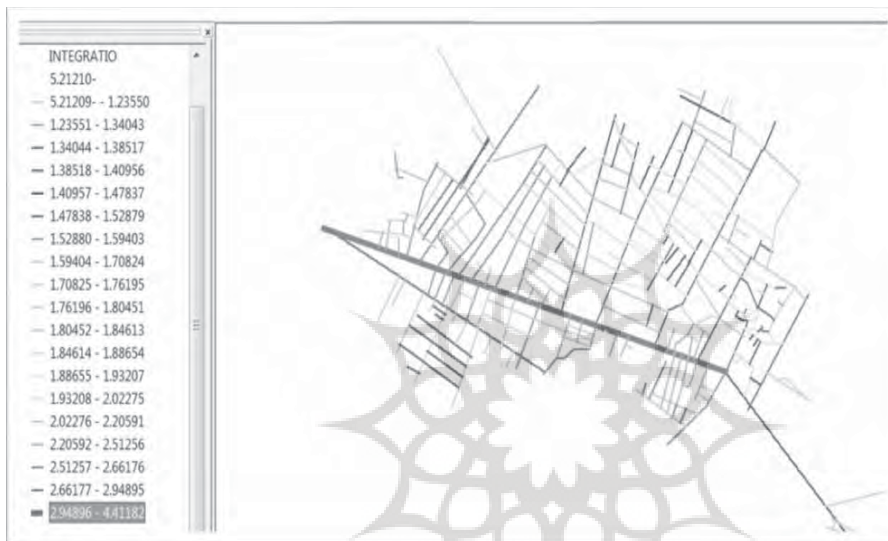 INTEGRATIO
5.21210-
5.21209- - 1.23550
1.23551 - 1.34043
1.34044 - 1.38517
1.38518 - 1.40956
1.40957 - 1.47837
1.47838 - 1.52879
1.52880 - 1.59403
1.59404 - 1.70824
1.70825 - 1.76195
1.76196 - 1.80451
1.80452 - 1.84613
1.84614 - 1.88654
1.88655 - 1.93207
1.93208 - 2.02275
2.02276 - 2.20591
2.20592 - 2.51256
2.51257 - 2.66176
2.66177 - 2.94895
2.94896 - 4.41182